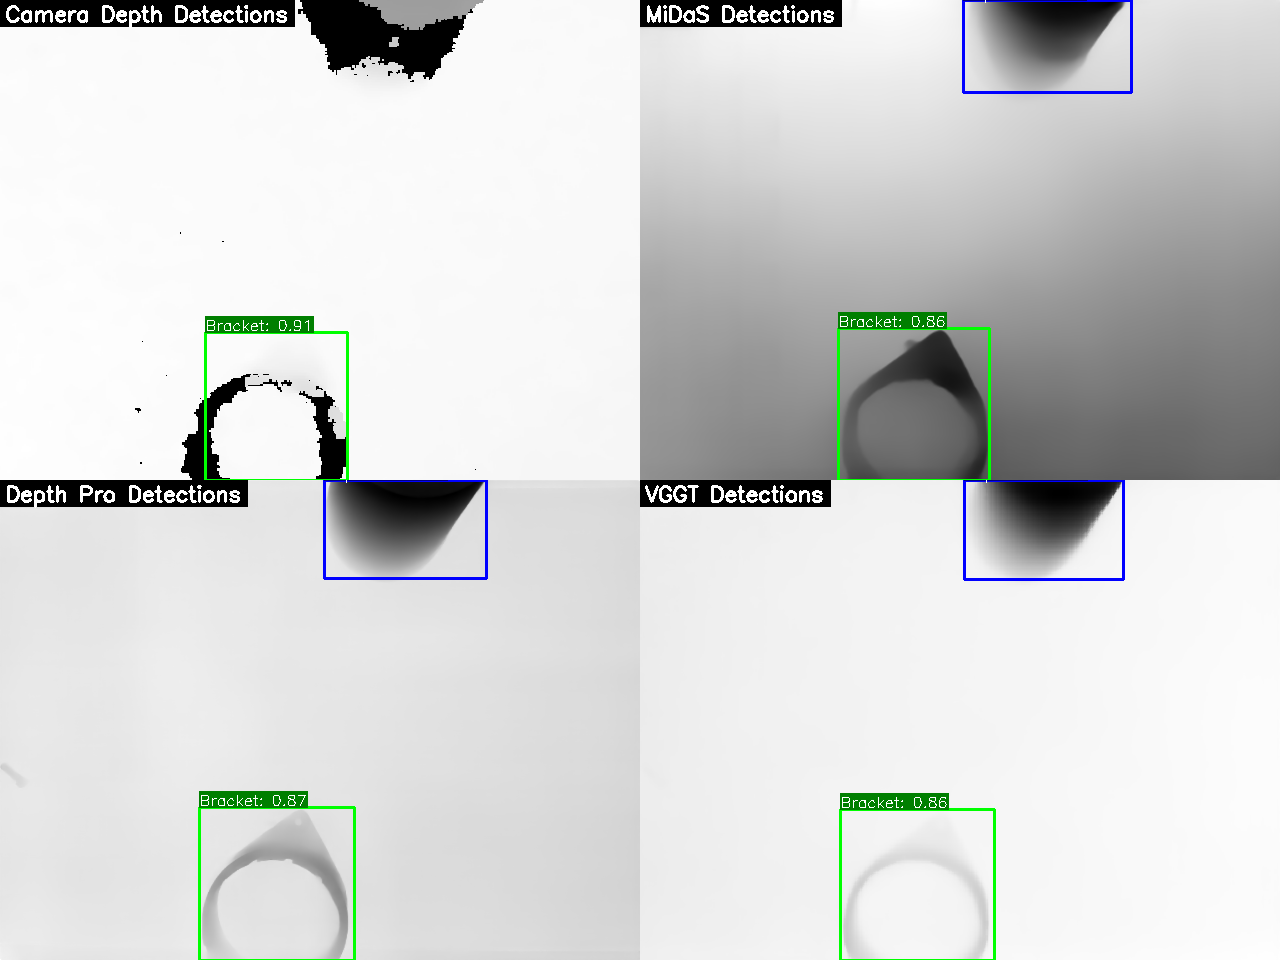 Camera Depth Detections
MiDaS Detections
Bracket: 0.91
Bracket: 0.86
Depth Pro Detections
VGGT Detections
Bracket: 0.87
Bracket: 0.86